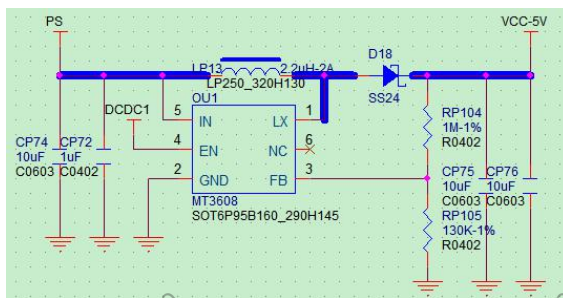 PS
VCC-5V
LP13
2.2uH-2A
LP250_320H130
D18
SS24
OU1
DCDC1
5
IN
LX
1
4
EN
NC
6
2
GND
FB
3
MT3608
SOT6P95B160_290H145
CP74
10uF
C0603
CP72
1uF
C0402
RP104
1M-1%
R0402
CP75
10uF
C0603
CP76
10uF
C0603
RP105
130K-1%
R0402